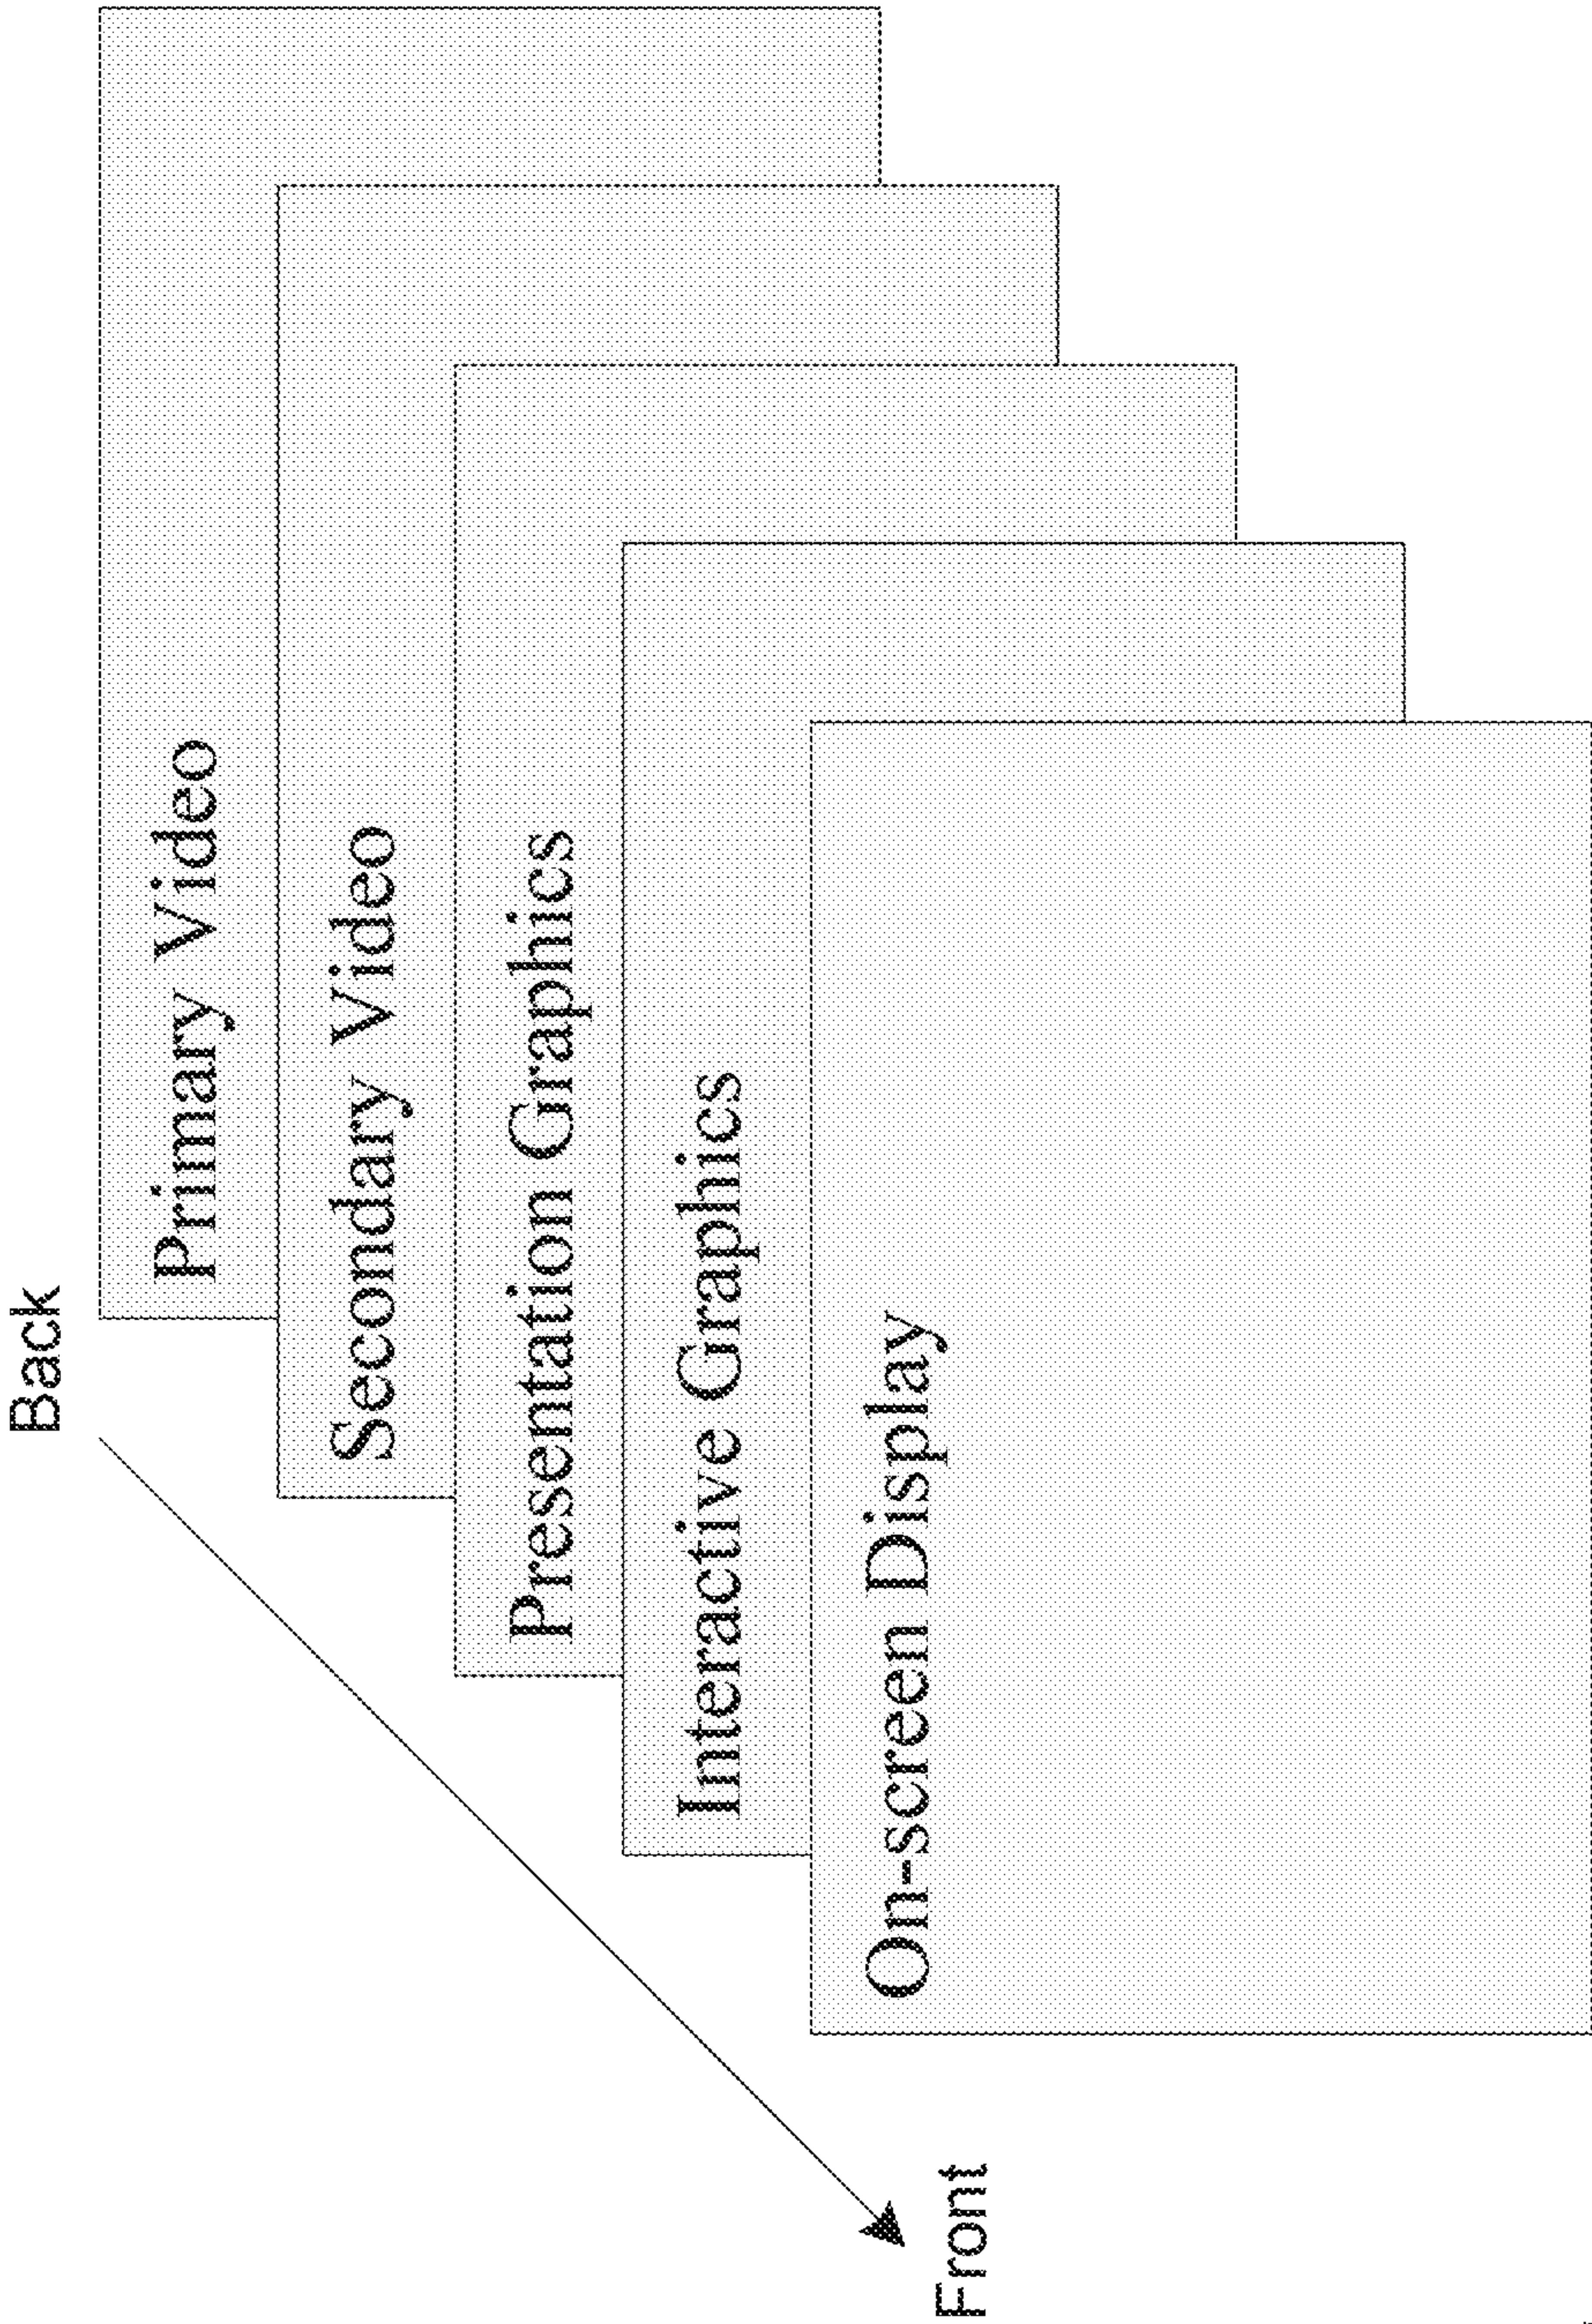 Back
Primary Video
Secondary Video
Presentation Graphics
Interactive Graphics
On-screen Display
Front